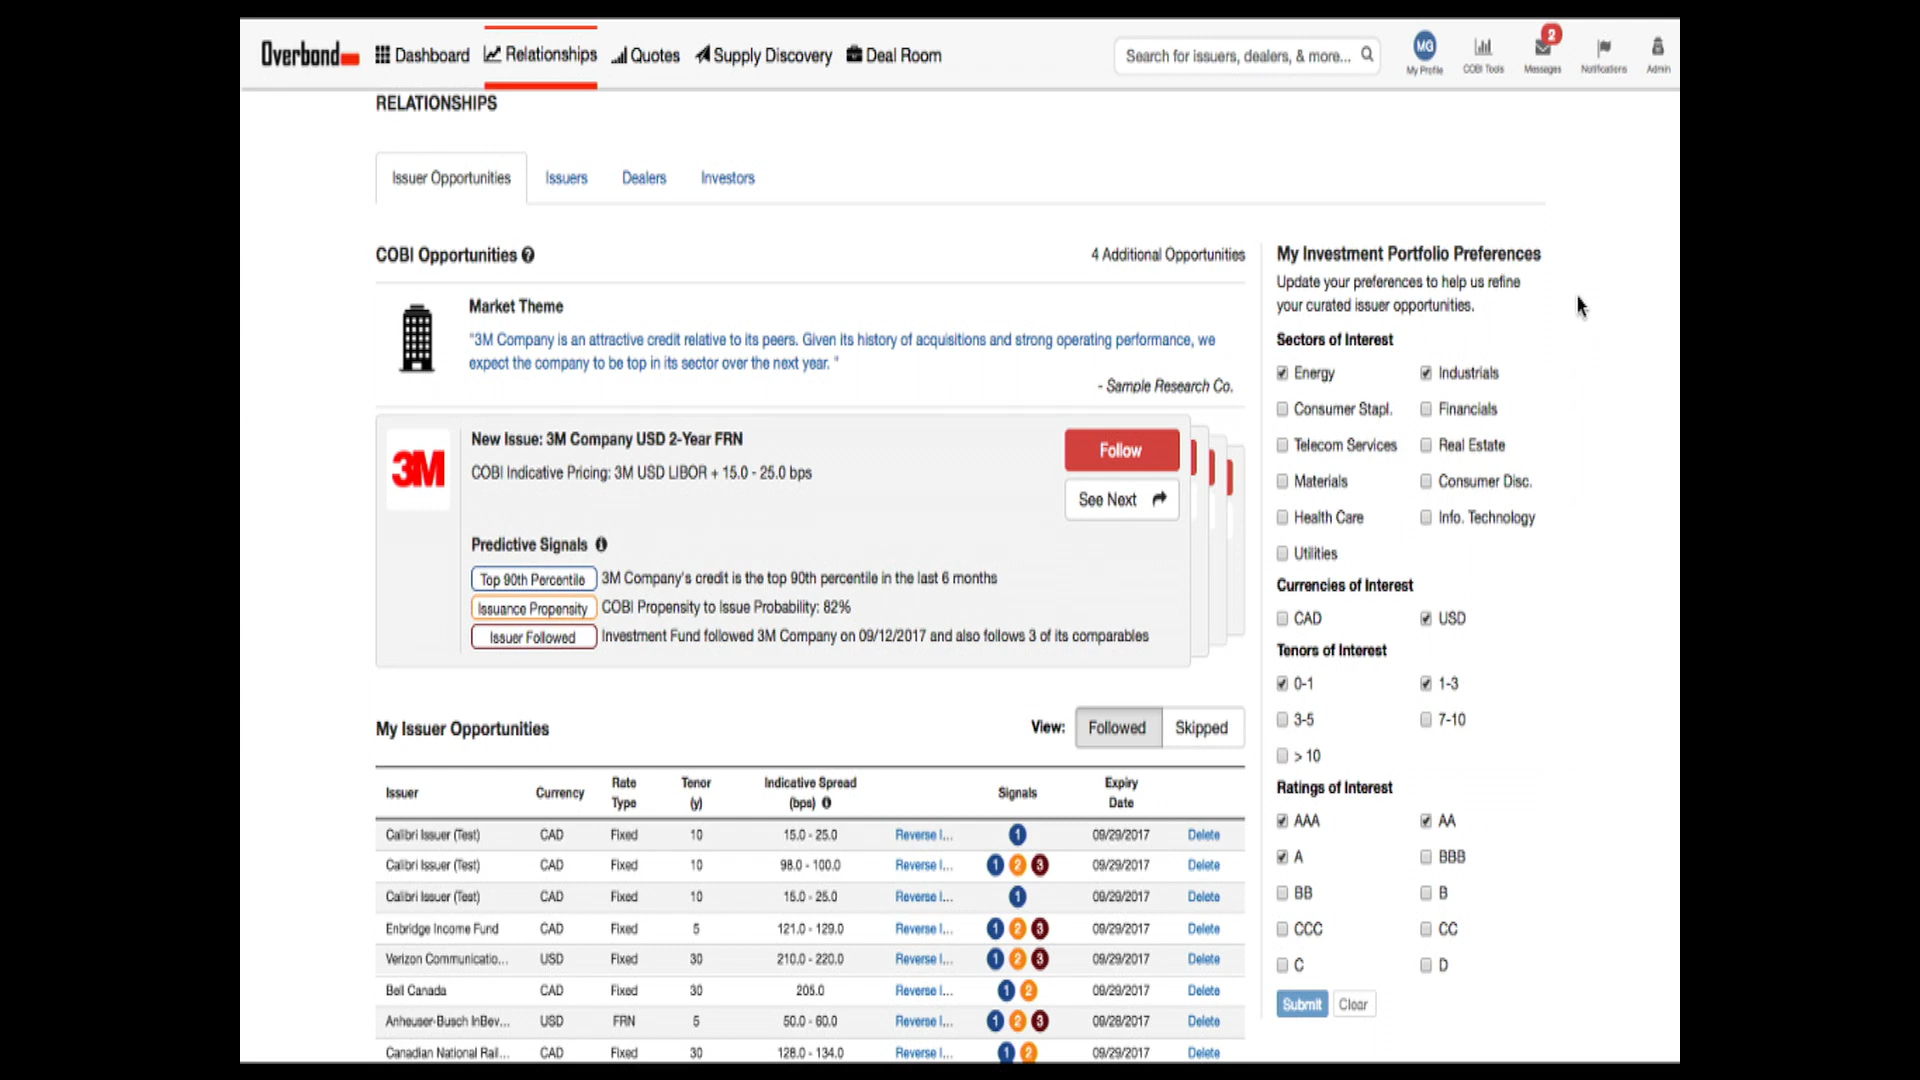 Overbond
Dashboard Relationships Quotes Supply Discovery Deal Room
Search for issuers, dealers, & more...
MG My Profile
COBI Tools
2 Messages
Notifications
Admin
RELATIONSHIPS
Issuer Opportunities Issuers Dealers Investors
COBI Opportunities ?
4 Additional Opportunities
Market Theme
"3M Company is an attractive credit relative to its peers. Given its history of acquisitions and strong operating performance, we
expect the company to be top in its sector over the next year. "
- Sample Research Co.
3M
New Issue: 3M Company USD 2-Year FRN
COBI Indicative Pricing: 3M USD LIBOR + 15.0 - 25.0 bps
Follow
See Next
Predictive Signals
Top 90th Percentile 3M Company's credit is the top 90th percentile in the last 6 months
Issuance Propensity COBI Propensity to Issue Probability: 82%
Issuer Followed Investment Fund followed 3M Company on 09/12/2017 and also follows 3 of its comparables
My Issuer Opportunities
View: Followed Skipped
Issuer Currency Rate Type Tenor (y) Indicative Spread (bps) Signals Expiry Date
Calibri Issuer (Test) CAD Fixed 10 15.0 - 25.0 Reverse I... 1 09/29/2017 Delete
Calibri Issuer (Test) CAD Fixed 10 98.0 - 100.0 Reverse I... 1 2 3 09/29/2017 Delete
Calibri Issuer (Test) CAD Fixed 10 15.0 - 25.0 Reverse I... 1 09/29/2017 Delete
Enbridge Income Fund CAD Fixed 5 121.0 - 129.0 Reverse I... 1 2 3 09/29/2017 Delete
Verizon Communicatio... USD Fixed 30 210.0 - 220.0 Reverse I... 1 2 3 09/29/2017 Delete
Bell Canada CAD Fixed 30 205.0 Reverse I... 1 2 09/29/2017 Delete
Anheuser-Busch InBev... USD FRN 5 50.0 - 60.0 Reverse I... 1 2 3 09/28/2017 Delete
Canadian National Rail... CAD Fixed 30 128.0 - 134.0 Reverse I... 1 2 09/29/2017 Delete
My Investment Portfolio Preferences
Update your preferences to help us refine
your curated issuer opportunities.
Sectors of Interest
Energy Industrials
Consumer Stapl. Financials
Telecom Services Real Estate
Materials Consumer Disc.
Health Care Info. Technology
Utilities
Currencies of Interest
CAD USD
Tenors of Interest
0-1 1-3
3-5 7-10
> 10
Ratings of Interest
AAA AA
A BBB
BB B
CCC CC
C D
Submit Clear